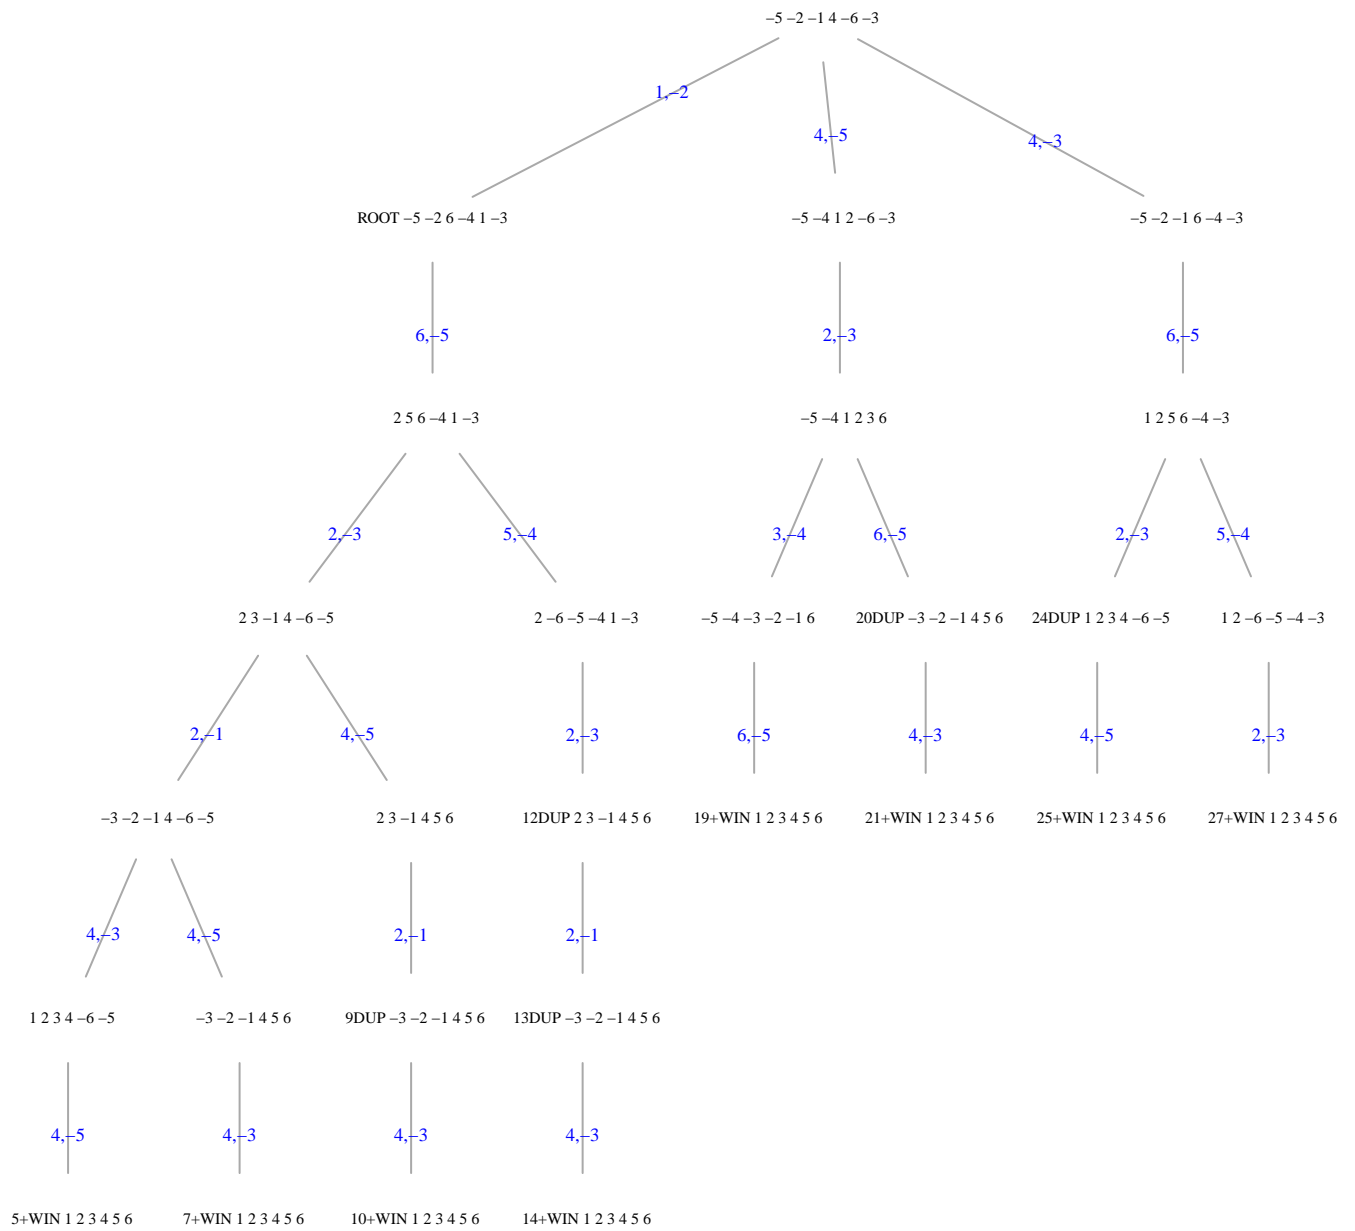 −5 −2 −1 4 −6 −3
1,−2
4,−5
4,−3
ROOT −5 −2 6 −4 1 −3
−5 −4 1 2 −6 −3
−5 −2 −1 6 −4 −3
6,−5
2,−3
6,−5
2 5 6 −4 1 −3
−5 −4 1 2 3 6
1 2 5 6 −4 −3
2,−3
5,−4
3,−4
6,−5
2,−3
5,−4
2 3 −1 4 −6 −5
2 −6 −5 −4 1 −3
−5 −4 −3 −2 −1 6
20DUP −3 −2 −1 4 5 6
24DUP 1 2 3 4 −6 −5
1 2 −6 −5 −4 −3
2,−1
4,−5
2,−3
6,−5
4,−3
4,−5
2,−3
−3 −2 −1 4 −6 −5
2 3 −1 4 5 6
12DUP 2 3 −1 4 5 6
19+WIN 1 2 3 4 5 6
21+WIN 1 2 3 4 5 6
25+WIN 1 2 3 4 5 6
27+WIN 1 2 3 4 5 6
4,−3
4,−5
2,−1
2,−1
1 2 3 4 −6 −5
−3 −2 −1 4 5 6
9DUP −3 −2 −1 4 5 6
13DUP −3 −2 −1 4 5 6
4,−5
4,−3
4,−3
4,−3
5+WIN 1 2 3 4 5 6
7+WIN 1 2 3 4 5 6
10+WIN 1 2 3 4 5 6
14+WIN 1 2 3 4 5 6